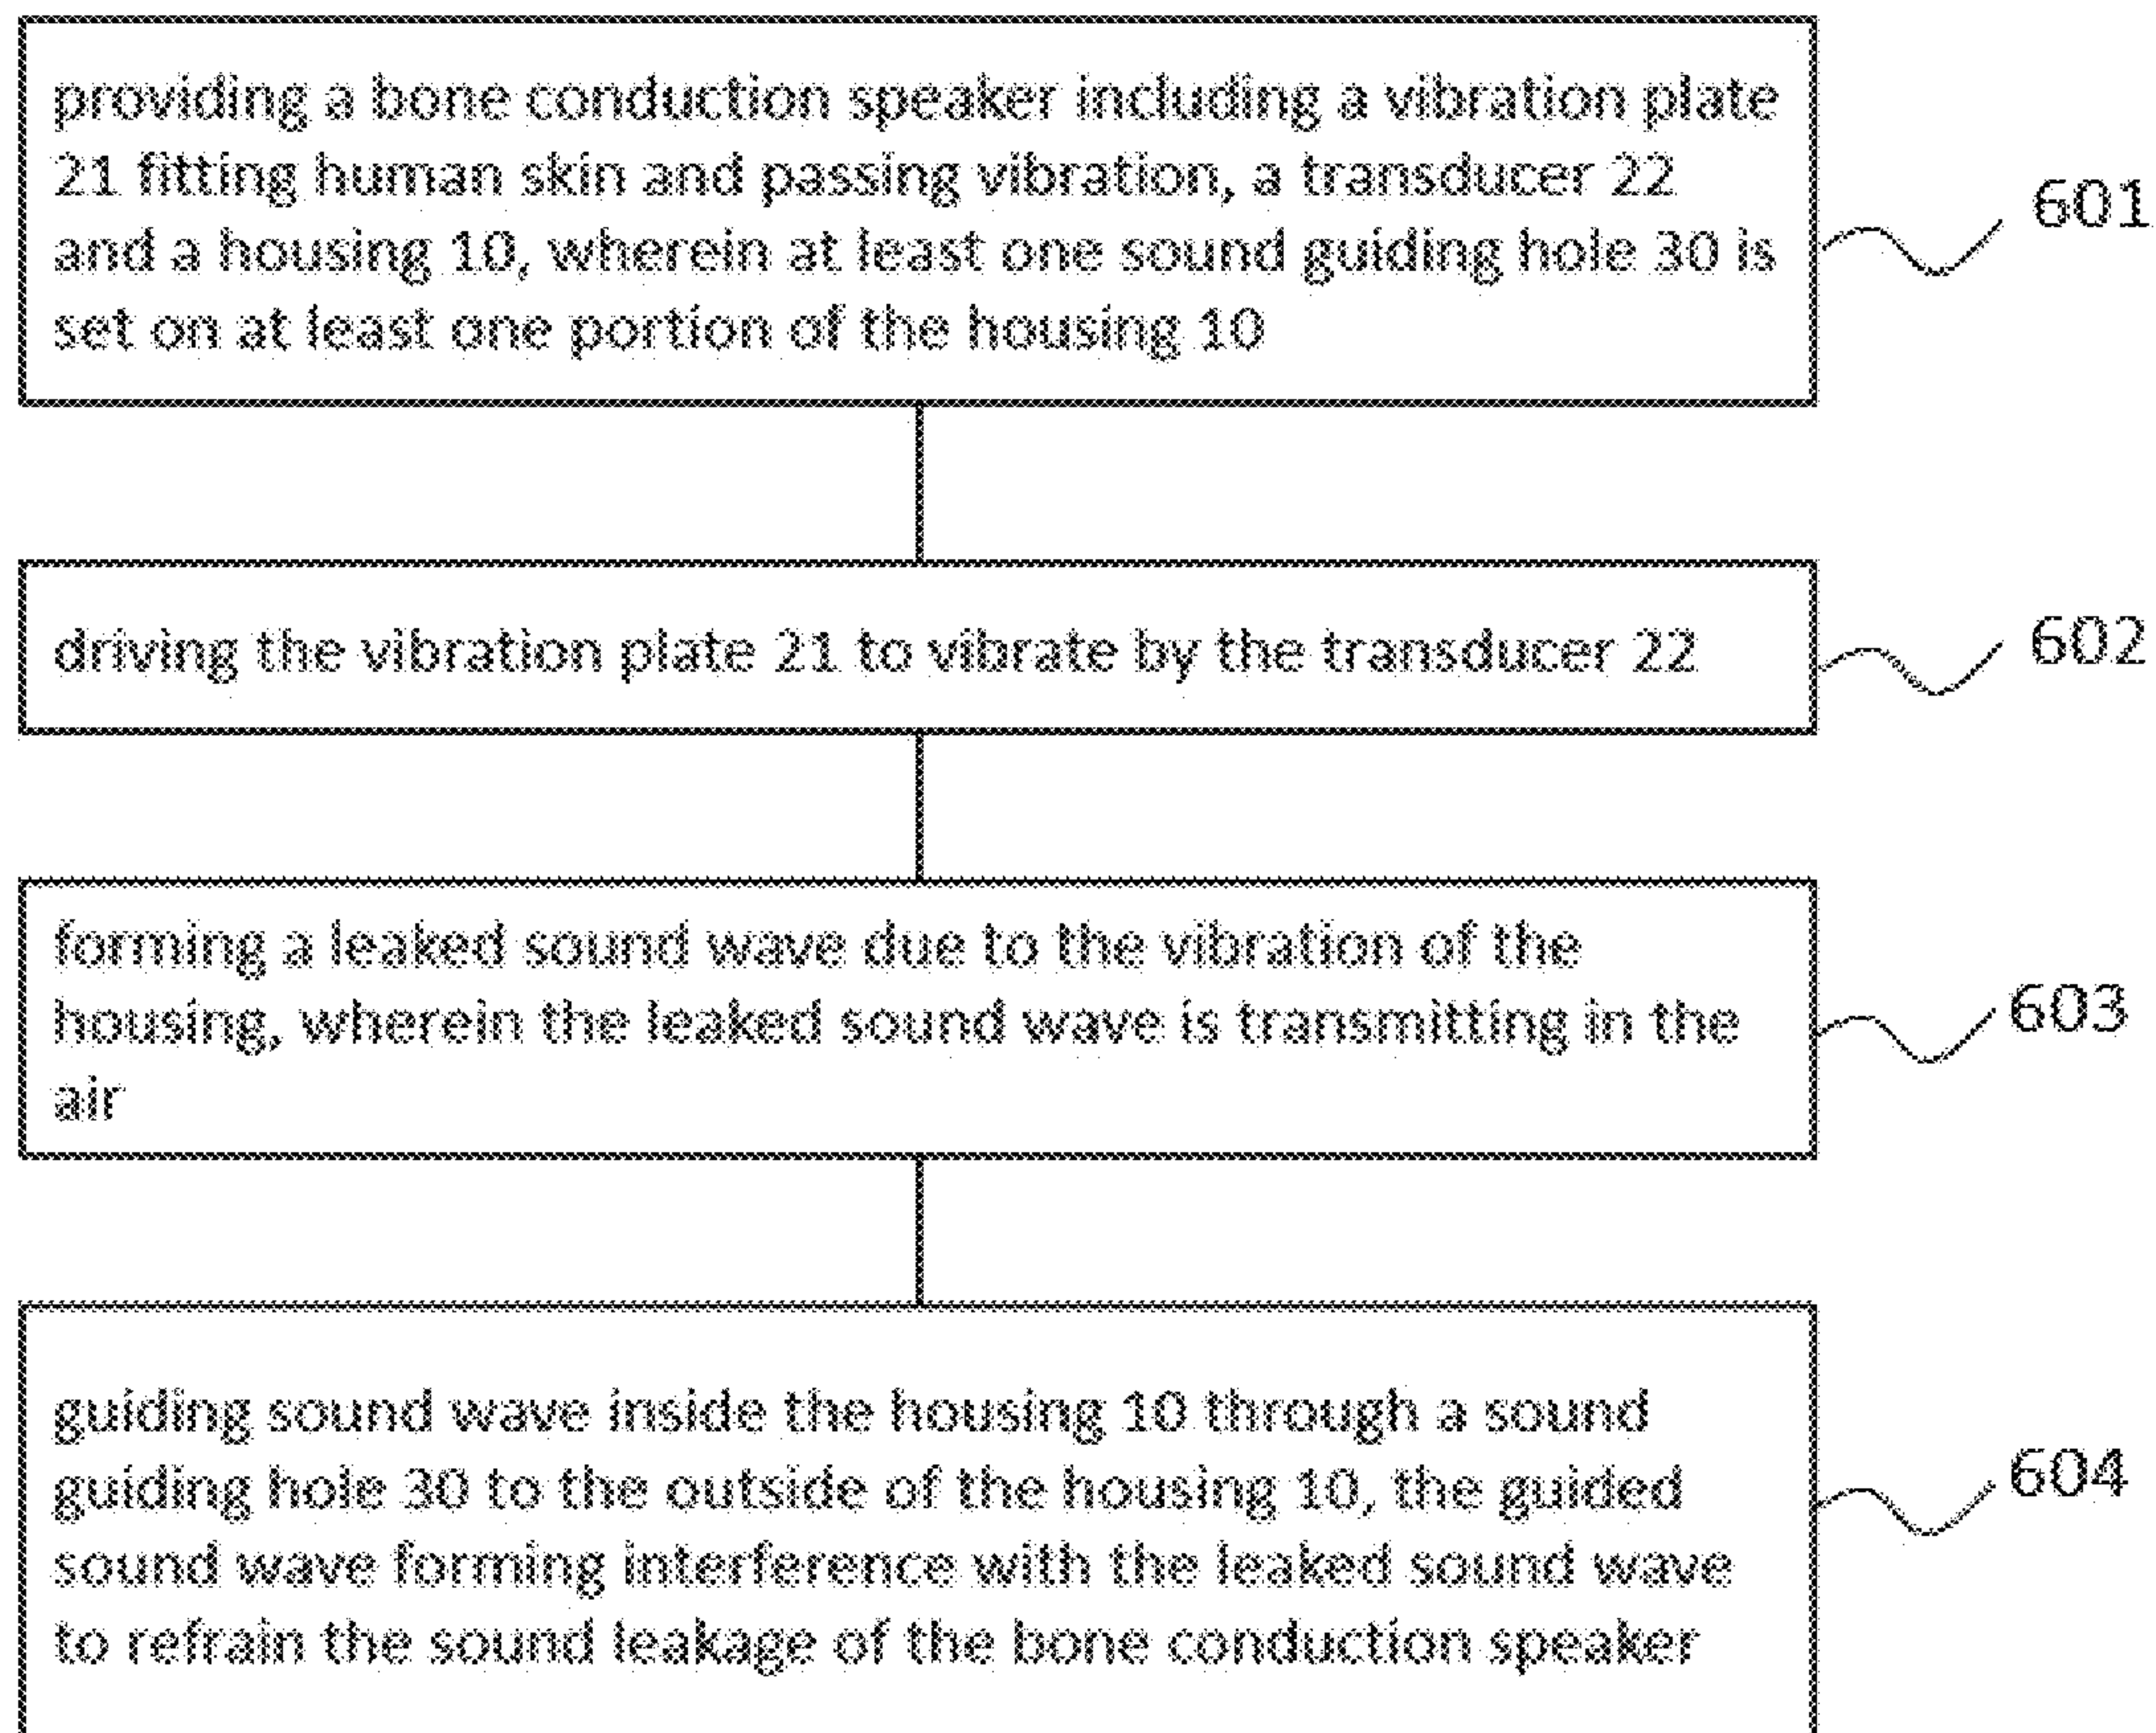 providing a bone conduction speaker including a vibration plate
21 fitting human skin and passing vibration, a transducer 22
and a housing 10, wherein at least one sound guiding hole 30 is
set on at least one portion of the housing 10
601
driving the vibration plate 21 to vibrate by the transducer 22
602
forming a leaked sound wave due to the vibration of the
housing, wherein the leaked sound wave is transmitting in the
air
603
guiding sound wave inside the housing 10 through a sound
guiding hole 30 to the outside of the housing 10, the guided
sound wave forming interference with the leaked sound wave
to refrain the sound leakage of the bone conduction speaker
604